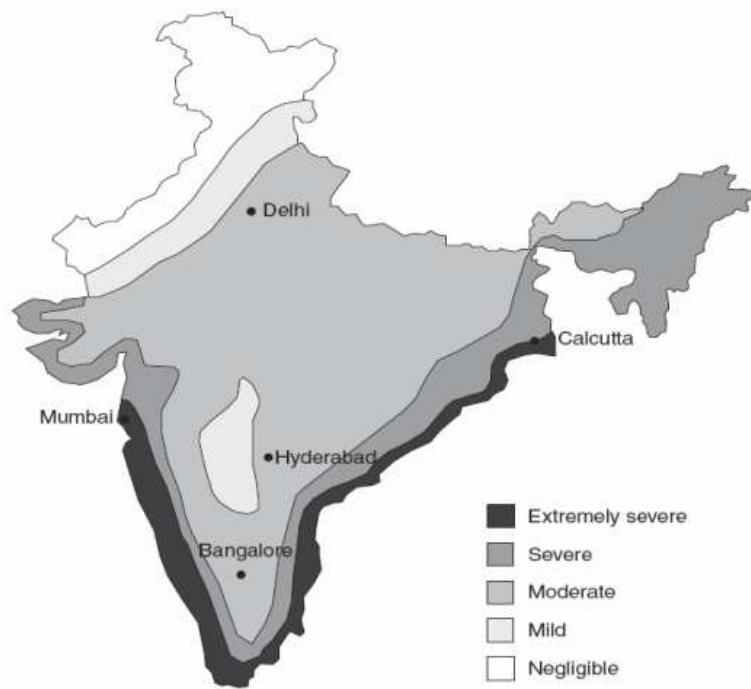 Delhi
Calcutta
Mumbai
Hyderabad
Bangalore
Extremely severe
Severe
Moderate
Mild
Negligible